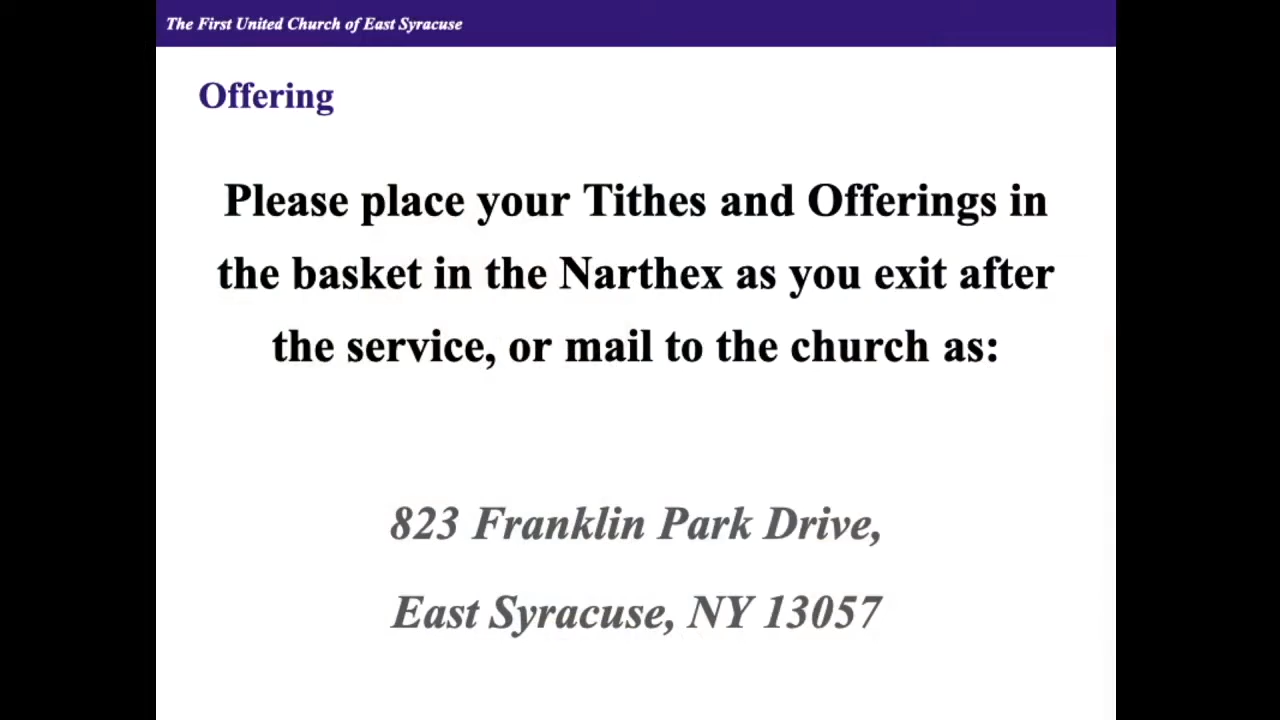 The First United Church of East Syracuse
Offering
Please place your Tithes and Offerings in
the basket in the Narthex as you exit after
the service, or mail to the church as:
823 Franklin Park Drive,
East Syracuse, NY 13057